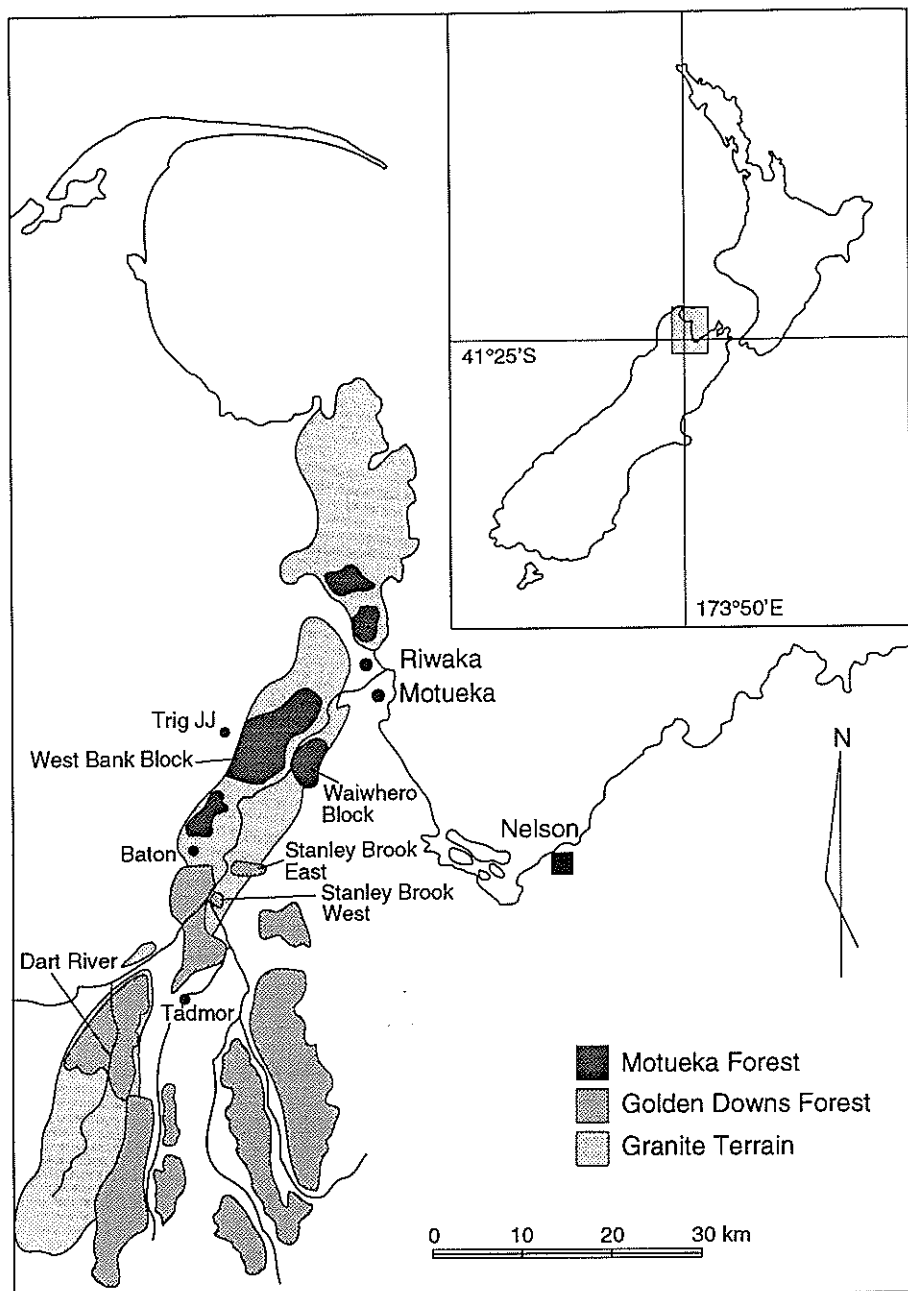 41°25'S
173°50'E
Riwaka
Motueka
Trig JJ
West Bank Block
Waiwhero
Block
Nelson
N
Baton
Stanley Brook
East
Stanley Brook
West
Dart River
Tadmor
Motueka Forest
Golden Downs Forest
Granite Terrain
0 10 20 30 km